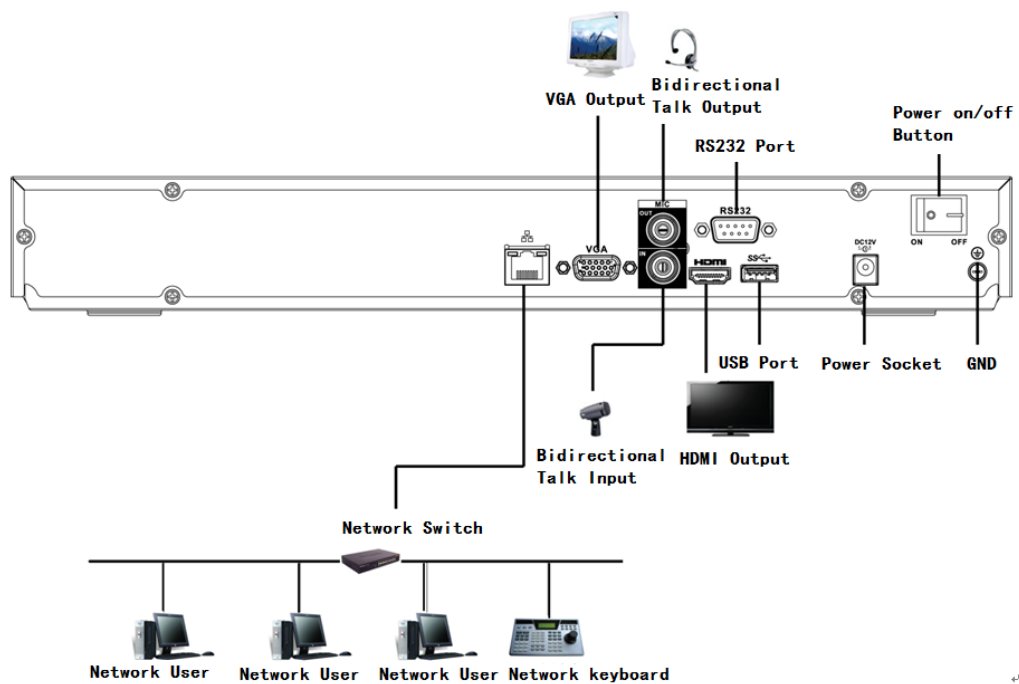 VGA Output
Bidirectional
Talk Output
RS232 Port
Power on/off
Button
MIC
OUT
RS232
VGA
IN
HDMI
SS
DC12V
ON
OFF
USB Port
Power Socket
GND
Bidirectional
Talk Input
HDMI Output
Network Switch
Network User
Network User
Network User
Network keyboard